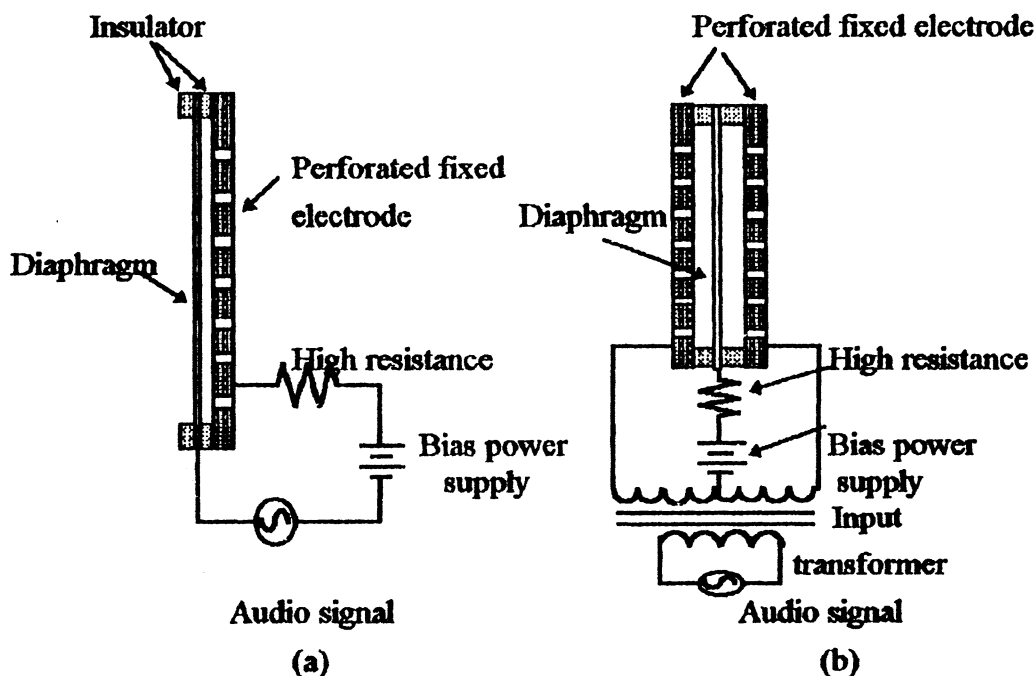 Insulator
Perforated fixed
electrode
Diaphragm
High resistance
Bias power
supply
Audio signal
(a)
Perforated fixed electrode
Diaphragm
High resistance
Bias power
supply
Input
transformer
Audio signal
(b)